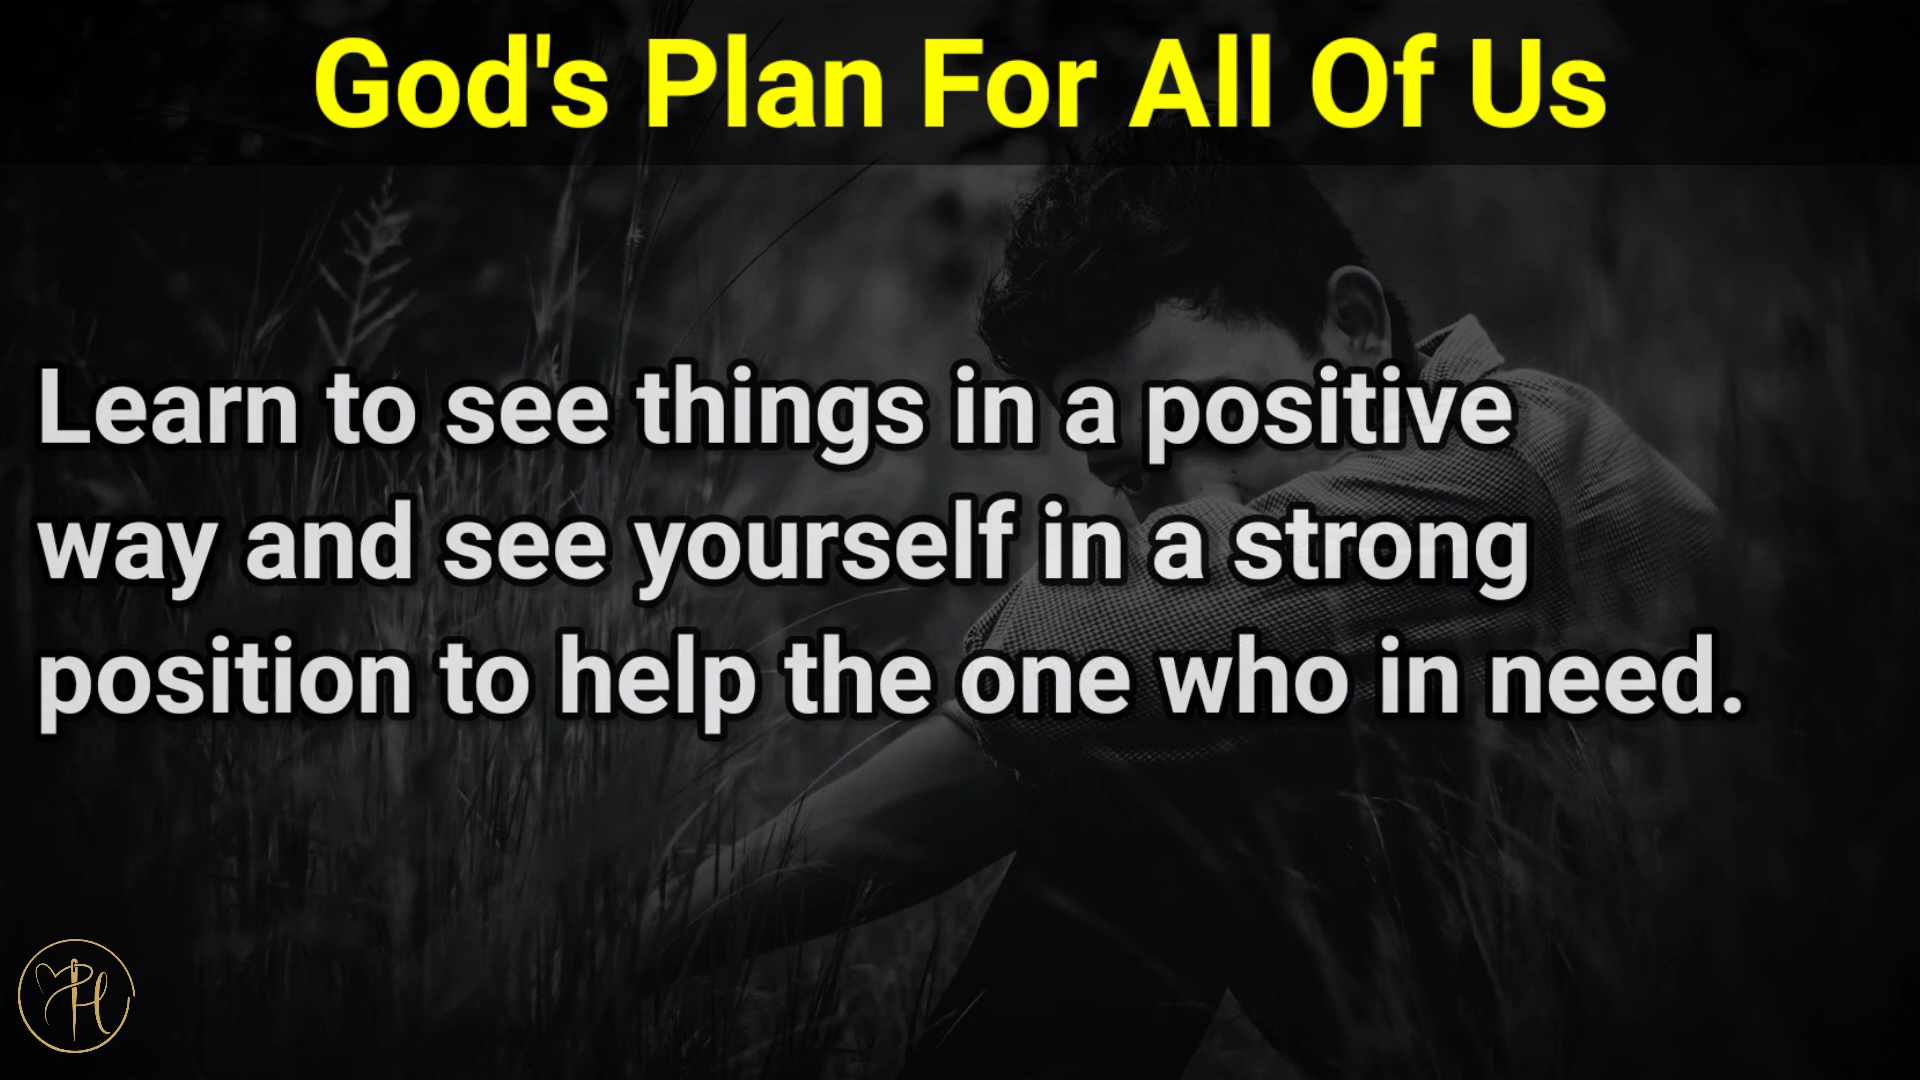 God's Plan For All Of Us
Learn to see things in a positive
way and see yourself in a strong
position to help the one who in need.